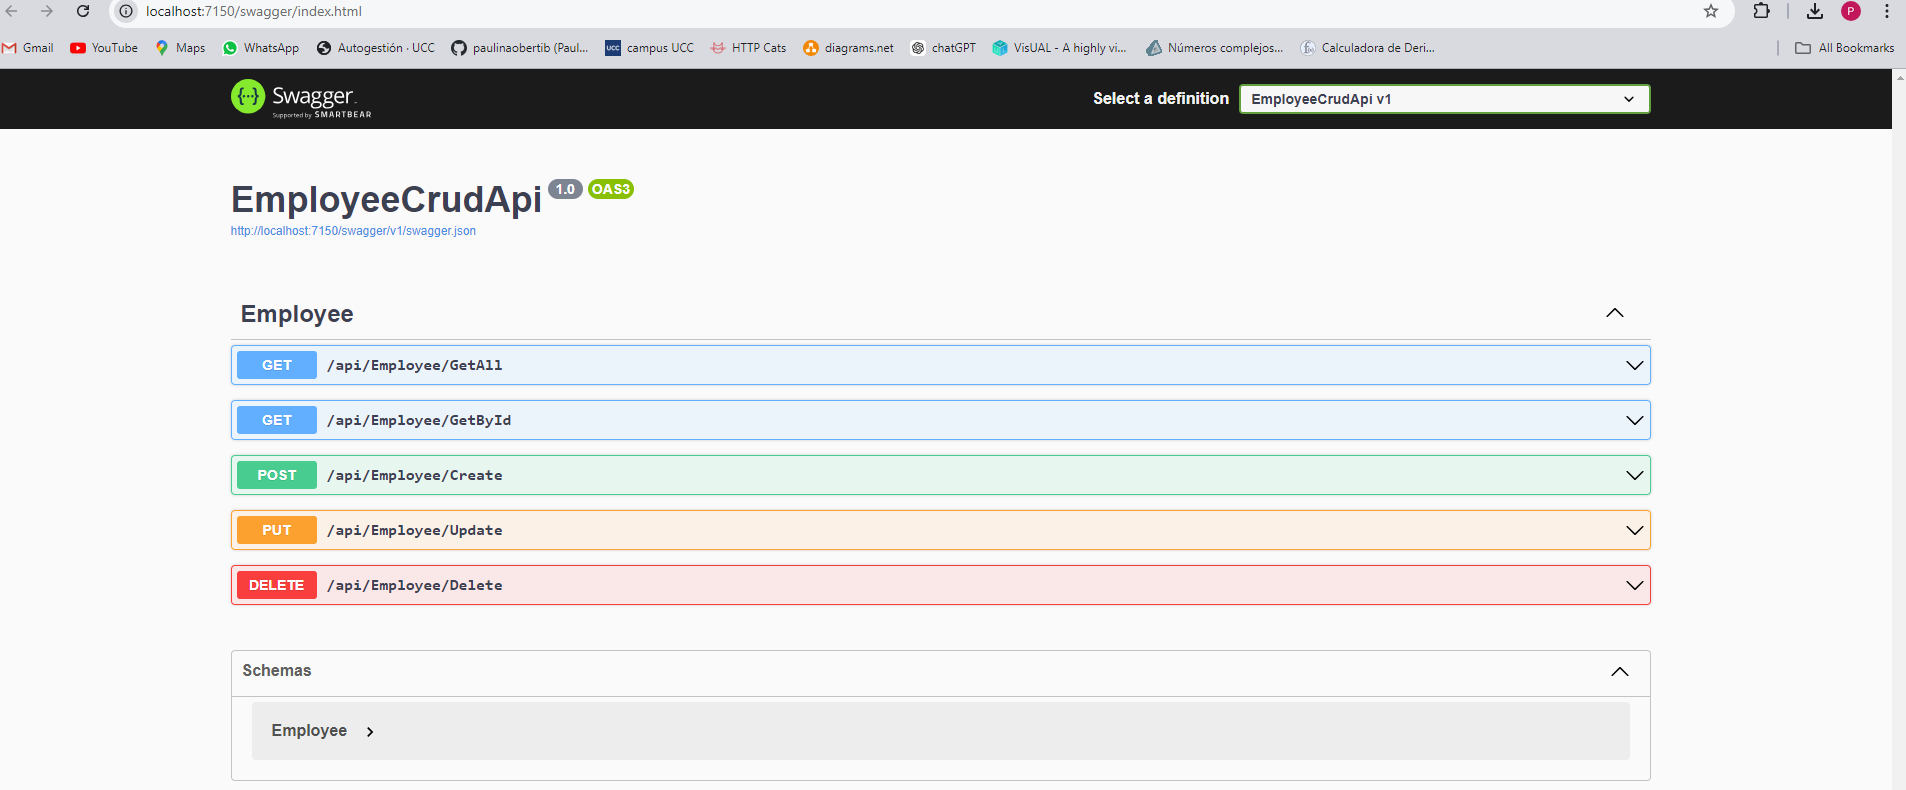 localhost:7150/swagger/index.html
P
Gmail YouTube Maps WhatsApp Autogestión · UCC paulinaobertib (Paul... UCC campus UCC HTTP Cats diagrams.net chatGPT VisUAL - A highly vi... Números complejos... Calculadora de Deri... All Bookmarks
{···} Swagger
Supported by SMARTBEAR
Select a definition EmployeeCrudApi v1
EmployeeCrudApi 1.0 OAS3
http://localhost:7150/swagger/v1/swagger.json
Employee
GET /api/Employee/GetAll
GET /api/Employee/GetById
POST /api/Employee/Create
PUT /api/Employee/Update
DELETE /api/Employee/Delete
Schemas
Employee